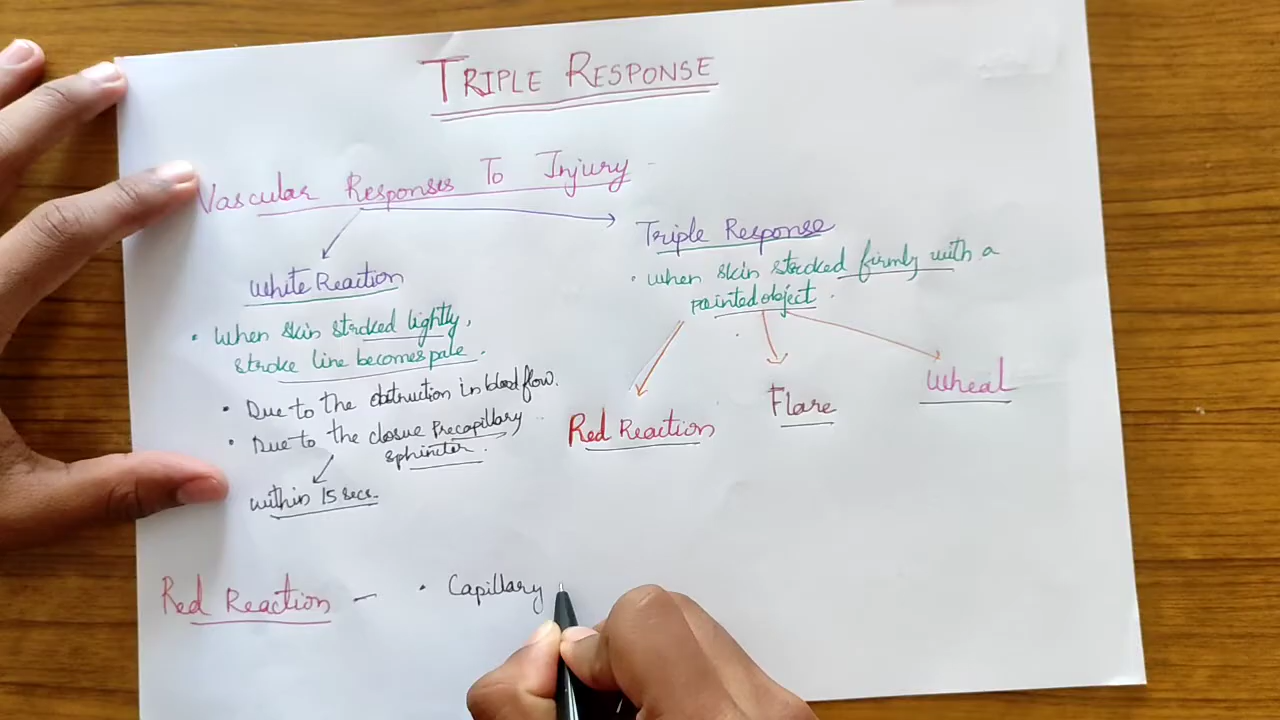 TRIPLE RESPONSE
Vascular Responses To Injury
White Reaction
• When skin stroked lightly,
stroke line becomes pale.
• Due to the obstruction in blood flow.
• Due to the closue precapillary
sphincter.
within 15 secs.
Triple Response
• when skin stroked firmly with a
pointed object.
Red Reaction
Flare
Wheal
Red Reaction — • Capillary